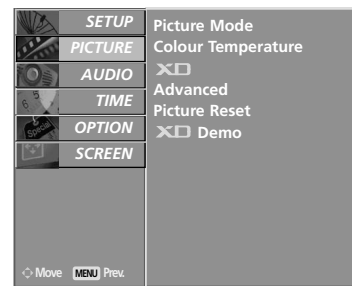 SETUP
PICTURE
AUDIO
TIME
OPTION
SCREEN
Move MENU Prev.
Picture Mode
Colour Temperature
XD
Advanced
Picture Reset
XD Demo